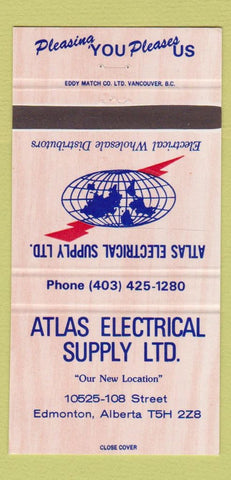 Pleasing YOU Pleases US
EDDY MATCH CO. LTD. VANCOUVER, B.C.
Electrical Wholesale Distributors
ATLAS ELECTRICAL SUPPLY LTD.
Phone (403) 425-1280
ATLAS ELECTRICAL
SUPPLY LTD.
"Our New Location"
10525-108 Street
Edmonton, Alberta T5H 2Z8
CLOSE COVER